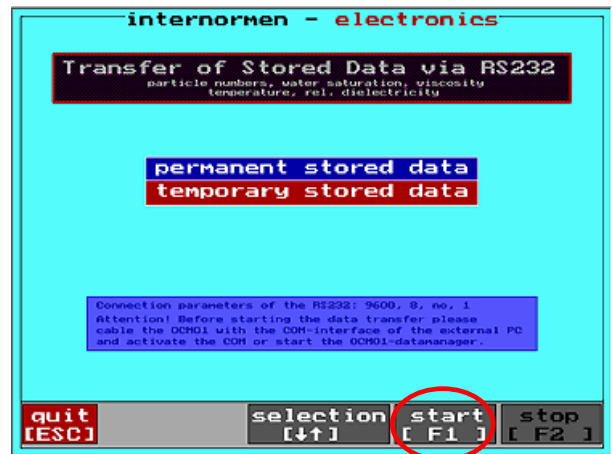 internormen - electronics
Transfer of Stored Data via RS232
particle numbers, water saturation, viscosity
temperature, rel. dielectricity
permanent stored data
temporary stored data
Connection parameters of the RS232: 9600, 8, no, 1
Attention! Before starting the data transfer please
cable the OCM01 with the COM-interface of the external PC
and activate the COM or start the OCM01-datamanager.
quit selection start stop
[ESC] [↓↑] [ F1 ] [ F2 ]